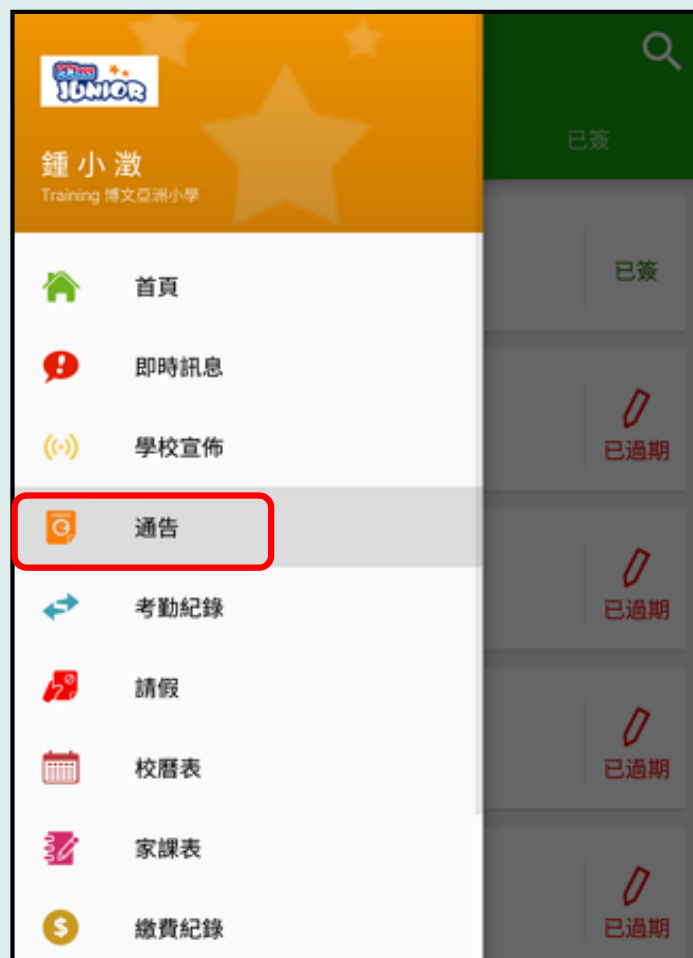 JUNIOR
鍾小澂
Training 博文亞洲小學
已簽
首頁
已簽
即時訊息
學校宣佈
已過期
通告
考勤紀錄
已過期
請假
校曆表
已過期
家課表
繳費紀錄
已過期